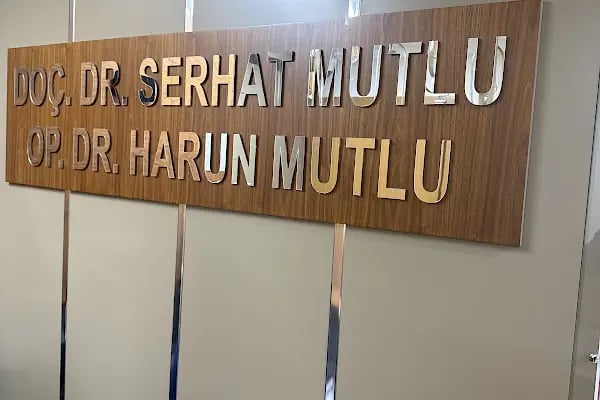 DOÇ. DR. SERHAT MUTLU
OP. DR. HARUN MUTLU